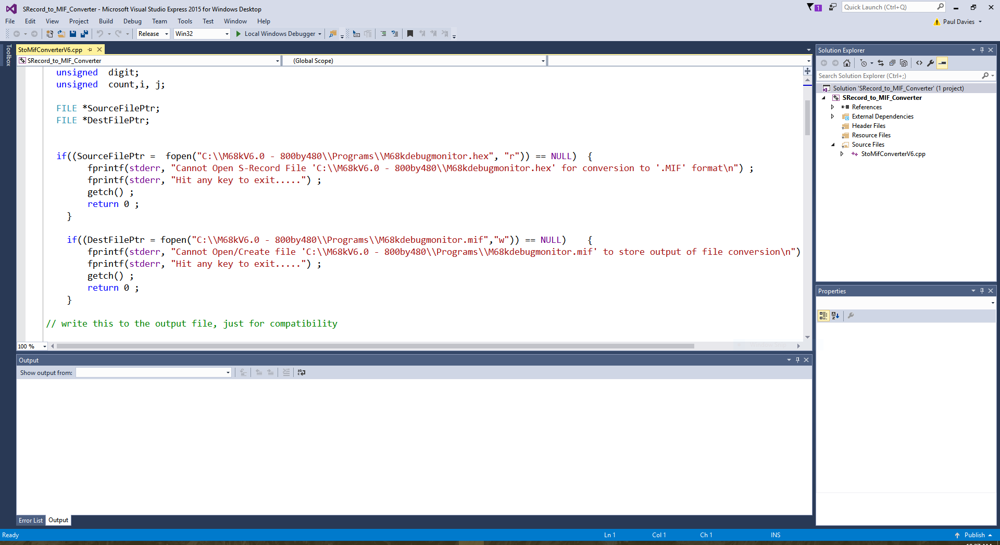 SRecord_to_MIF_Converter - Microsoft Visual Studio Express 2015 for Windows Desktop
1
Quick Launch (Ctrl+Q)
File Edit View Project Build Debug Team Tools Test Window Help
Paul Davies
Release Win32 Local Windows Debugger
Toolbox
StoMifConverterV6.cpp
SRecord_to_MIF_Converter (Global Scope)
unsigned  digit;
unsigned  count,i, j;
FILE *SourceFilePtr;
FILE *DestFilePtr;
if((SourceFilePtr =  fopen("C:\\M68kV6.0 - 800by480\\Programs\\M68kdebugmonitor.hex", "r")) == NULL)  {
fprintf(stderr, "Cannot Open S-Record File 'C:\\M68kV6.0 - 800by480\\M68kdebugmonitor.hex' for conversion to '.MIF' format\n") ;
fprintf(stderr, "Hit any key to exit.....") ;
getch() ;
return 0 ;
}
if((DestFilePtr = fopen("C:\\M68kV6.0 - 800by480\\Programs\\M68kdebugmonitor.mif","w")) == NULL)    {
fprintf(stderr, "Cannot Open/Create file 'C:\\M68kV6.0 - 800by480\\Programs\\M68kdebugmonitor.mif' to store output of file conversion\n")
fprintf(stderr, "Hit any key to exit.....") ;
getch() ;
return 0 ;
}
// write this to the output file, just for compatibility
100 %
Output
Show output from:
Error List Output
Solution Explorer
Search Solution Explorer (Ctrl+;)
Solution 'SRecord_to_MIF_Converter' (1 project)
SRecord_to_MIF_Converter
References
External Dependencies
Header Files
Resource Files
Source Files
StoMifConverterV6.cpp
Properties
Ready Ln 1 Col 1 Ch 1 INS Publish